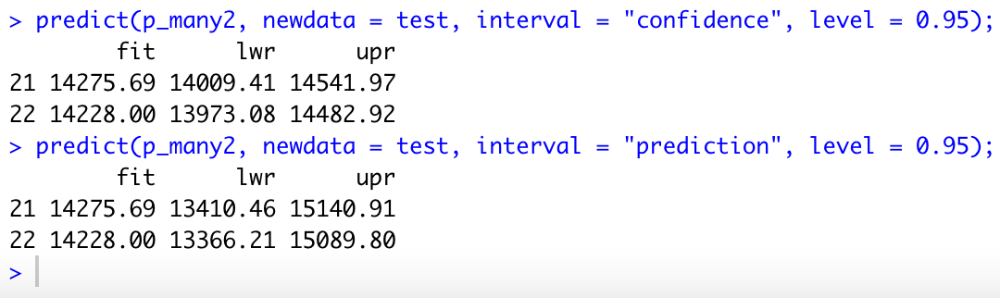 > predict(p_many2, newdata = test, interval = "confidence", level = 0.95);
fit lwr upr
21 14275.69 14009.41 14541.97
22 14228.00 13973.08 14482.92
> predict(p_many2, newdata = test, interval = "prediction", level = 0.95);
fit lwr upr
21 14275.69 13410.46 15140.91
22 14228.00 13366.21 15089.80
>